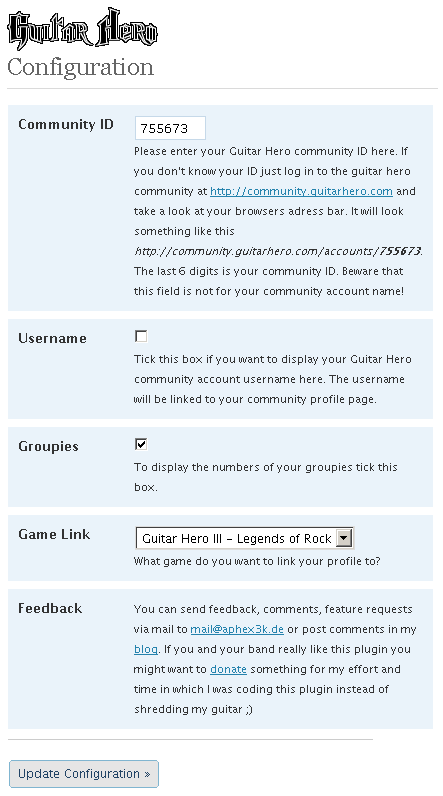 Guitar Hero
Configuration
Community ID
755673
Please enter your Guitar Hero community ID here. If
you don't know your ID just log in to the guitar hero
community at http://community.guitarhero.com and
take a look at your browsers adress bar. It will look
something like this
http://community.guitarhero.com/accounts/755673.
The last 6 digits is your community ID. Beware that
this field is not for your community account name!
Username
Tick this box if you want to display your Guitar Hero
community account username here. The username
will be linked to your community profile page.
Groupies
To display the numbers of your groupies tick this
box.
Game Link
Guitar Hero III - Legends of Rock
What game do you want to link your profile to?
Feedback
You can send feedback, comments, feature requests
via mail to mail@aphex3k.de or post comments in my
blog. If you and your band really like this plugin you
might want to donate something for my effort and
time in which I was coding this plugin instead of
shredding my guitar ;)
Update Configuration »